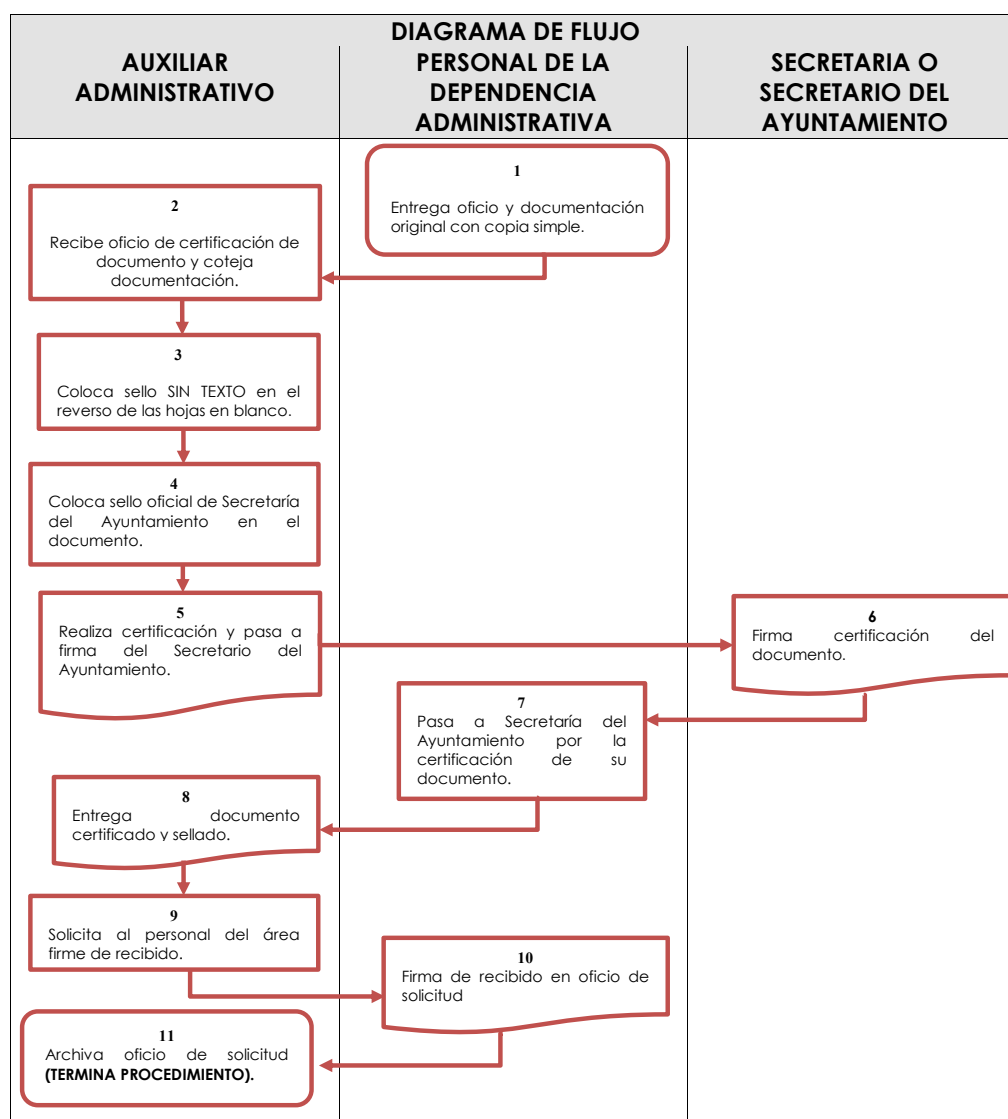 DIAGRAMA DE FLUJO
AUXILIAR
ADMINISTRATIVO
PERSONAL DE LA
DEPENDENCIA
ADMINISTRATIVA
SECRETARIA O
SECRETARIO DEL
AYUNTAMIENTO
1
Entrega oficio y documentación
original con copia simple.
2
Recibe oficio de certificación de
documento y coteja
documentación.
3
Coloca sello SIN TEXTO en el
reverso de las hojas en blanco.
4
Coloca sello oficial de Secretaría
del Ayuntamiento en el
documento.
5
Realiza certificación y pasa a
firma del Secretario del
Ayuntamiento.
6
Firma certificación del
documento.
7
Pasa a Secretaría del
Ayuntamiento por la
certificación de su
documento.
8
Entrega documento
certificado y sellado.
9
Solicita al personal del área
firme de recibido.
10
Firma de recibido en oficio de
solicitud
11
Archiva oficio de solicitud
(TERMINA PROCEDIMIENTO).